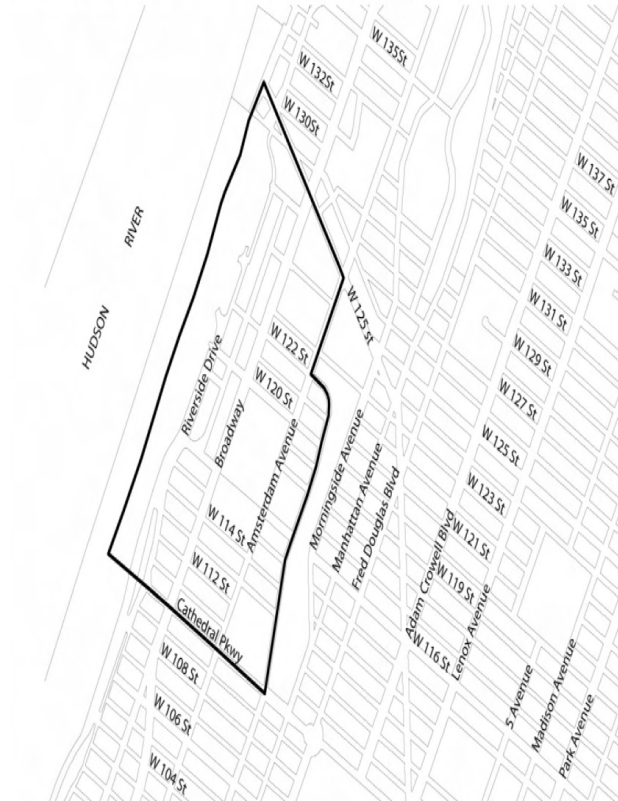 W 135St
W 132St
W 130St
W 137 St
W 135 St
RIVER
W 133 St
W 131 St
W 125 st
HUDSON
W 129 St
W 122 St
Riverside Drive
W 120 St
W 127 St
Broadway
W 125 St
Amsterdam Avenue
Morningside Avenue
Manhattan Avenue
Fred Douglas Blvd
W 123 St
W 114 St
W 121 St
Adam Crowell Blvd
W 112 St
W 119 St
Lenox Avenue
Cathedral Pkwy
W 116 St
W 108 St
5 Avenue
Madison Avenue
Park Avenue
W 106 St
W 104 St